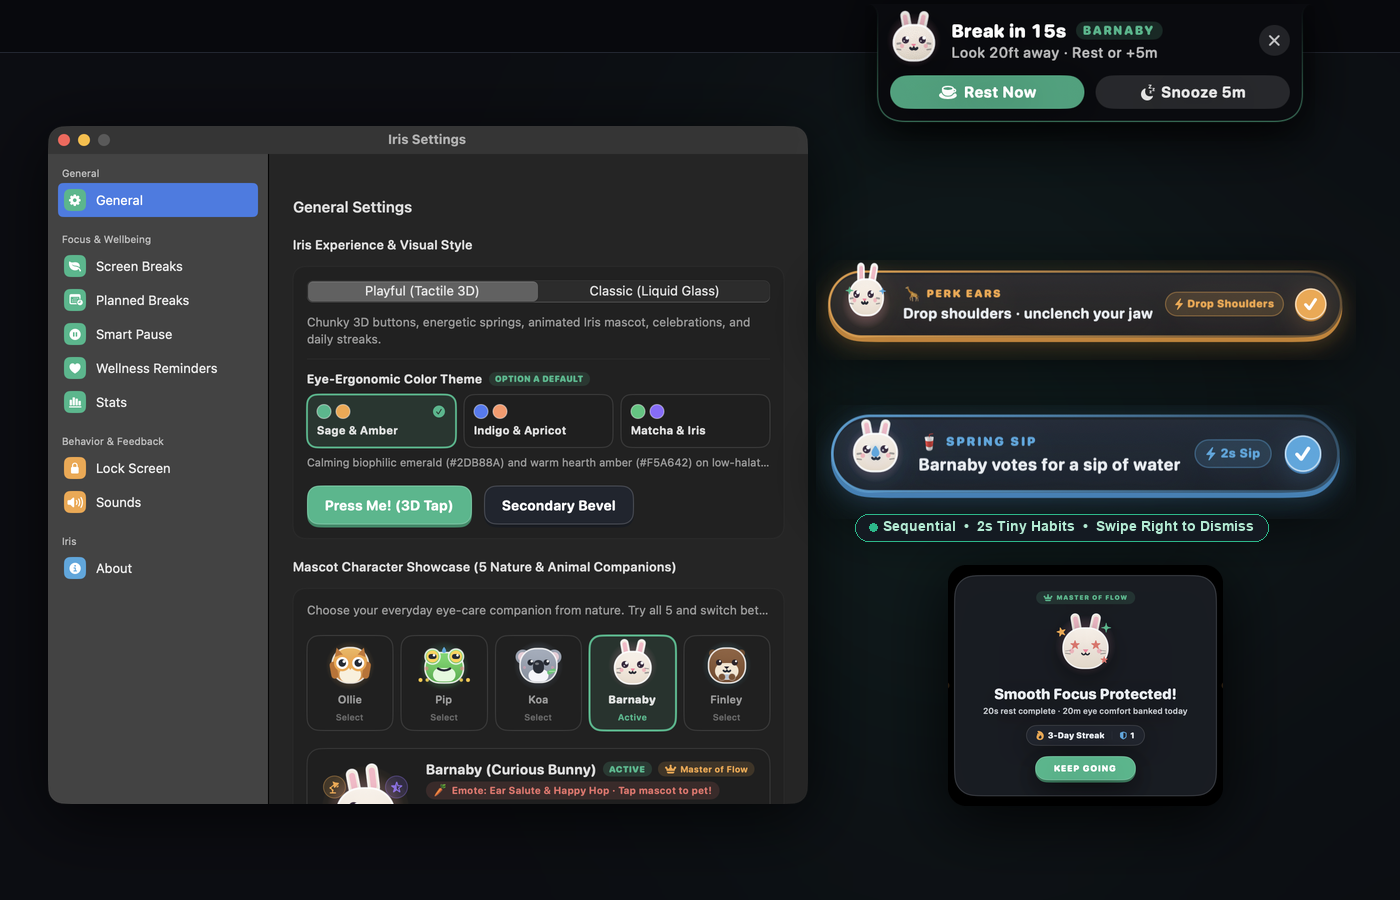 Break in 15s BARNABY
Look 20ft away · Rest or +5m
Rest Now
Snooze 5m
Iris Settings
General
General
Focus & Wellbeing
Screen Breaks
Planned Breaks
Smart Pause
Wellness Reminders
Stats
Behavior & Feedback
Lock Screen
Sounds
Iris
About
General Settings
Iris Experience & Visual Style
Playful (Tactile 3D)
Classic (Liquid Glass)
Chunky 3D buttons, energetic springs, animated Iris mascot, celebrations, and
daily streaks.
Eye-Ergonomic Color Theme OPTION A DEFAULT
Sage & Amber
Indigo & Apricot
Matcha & Iris
Calming biophilic emerald (#2DB88A) and warm hearth amber (#F5A642) on low-halat...
Press Me! (3D Tap)
Secondary Bevel
Mascot Character Showcase (5 Nature & Animal Companions)
Choose your everyday eye-care companion from nature. Try all 5 and switch bet...
Ollie
Select
Pip
Select
Koa
Select
Barnaby
Active
Finley
Select
Barnaby (Curious Bunny) ACTIVE Master of Flow
Emote: Ear Salute & Happy Hop · Tap mascot to pet!
PERK EARS
Drop shoulders · unclench your jaw
Drop Shoulders
SPRING SIP
Barnaby votes for a sip of water
2s Sip
Sequential • 2s Tiny Habits • Swipe Right to Dismiss
MASTER OF FLOW
Smooth Focus Protected!
20s rest complete · 20m eye comfort banked today
3-Day Streak 1
KEEP GOING